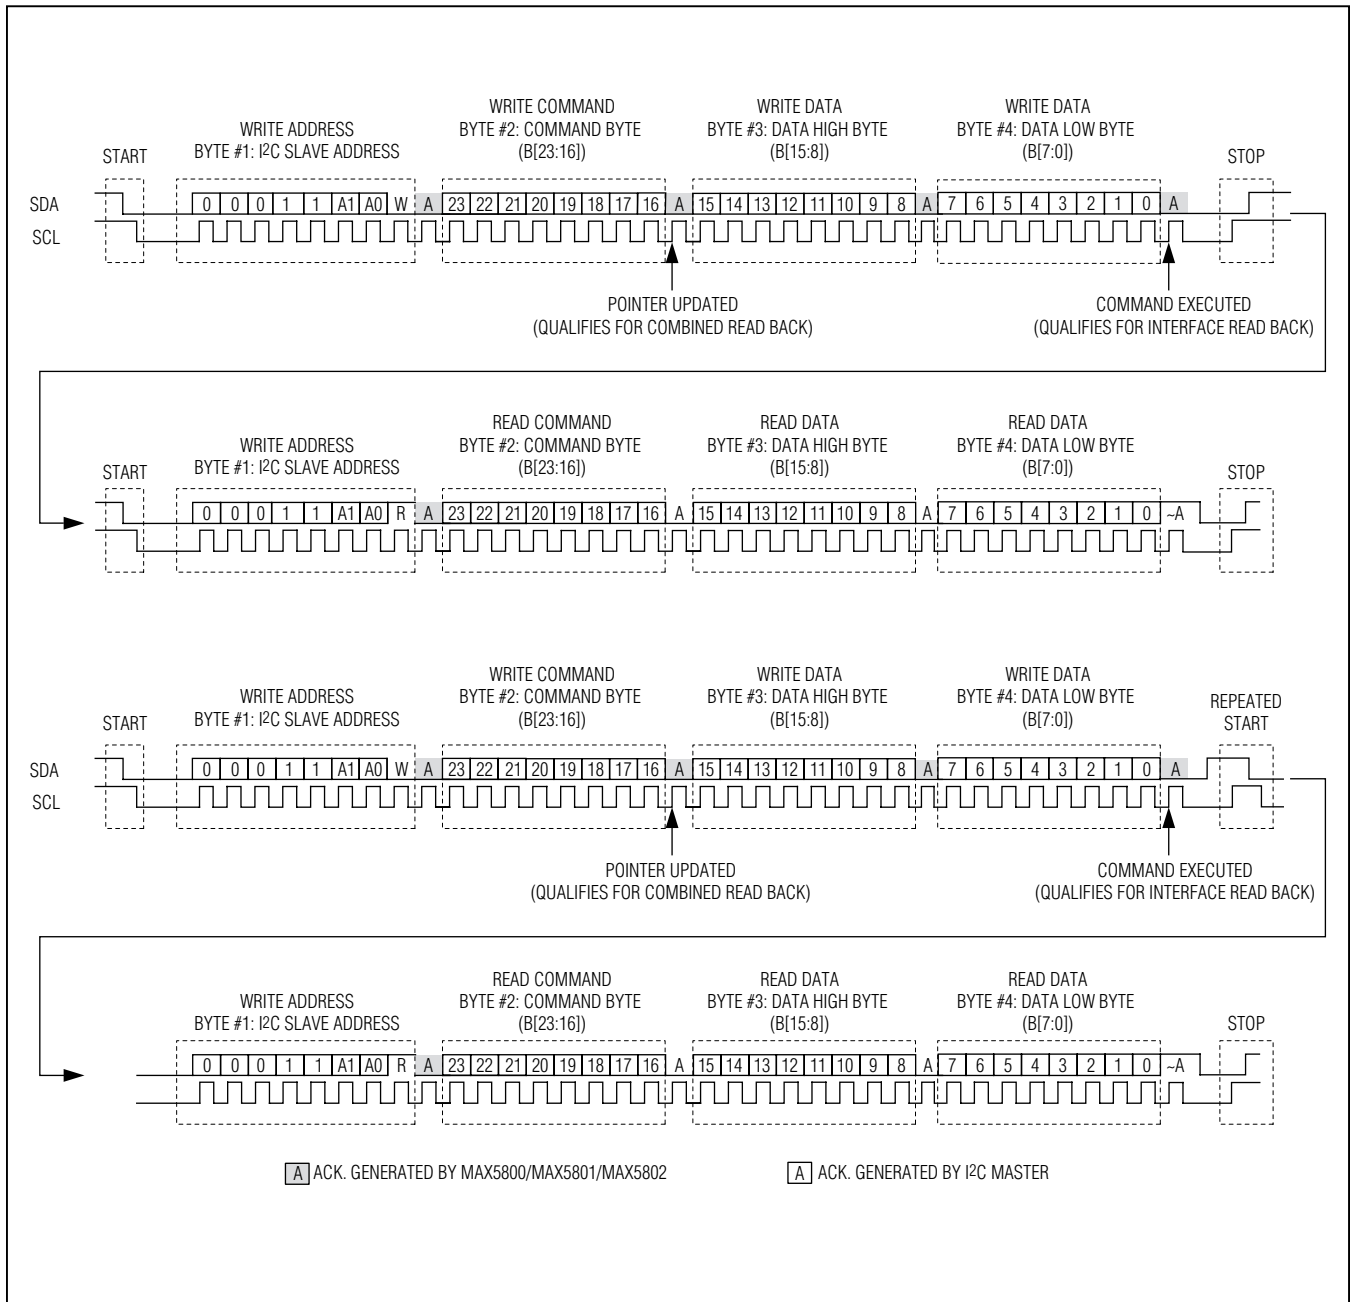 WRITE COMMAND WRITE DATA WRITE DATA
WRITE ADDRESS BYTE #2: COMMAND BYTE BYTE #3: DATA HIGH BYTE BYTE #4: DATA LOW BYTE
START BYTE #1: I²C SLAVE ADDRESS (B[23:16]) (B[15:8]) (B[7:0]) STOP
SDA 0 0 0 1 1 A1 A0 W A 23 22 21 20 19 18 17 16 A 15 14 13 12 11 10 9 8 A 7 6 5 4 3 2 1 0 A
SCL
POINTER UPDATED COMMAND EXECUTED
(QUALIFIES FOR COMBINED READ BACK) (QUALIFIES FOR INTERFACE READ BACK)
READ COMMAND READ DATA READ DATA
WRITE ADDRESS BYTE #2: COMMAND BYTE BYTE #3: DATA HIGH BYTE BYTE #4: DATA LOW BYTE
START BYTE #1: I²C SLAVE ADDRESS (B[23:16]) (B[15:8]) (B[7:0]) STOP
0 0 0 1 1 A1 A0 R A 23 22 21 20 19 18 17 16 A 15 14 13 12 11 10 9 8 A 7 6 5 4 3 2 1 0 ~A
WRITE COMMAND WRITE DATA WRITE DATA
WRITE ADDRESS BYTE #2: COMMAND BYTE BYTE #3: DATA HIGH BYTE BYTE #4: DATA LOW BYTE REPEATED
START BYTE #1: I²C SLAVE ADDRESS (B[23:16]) (B[15:8]) (B[7:0]) START
SDA 0 0 0 1 1 A1 A0 W A 23 22 21 20 19 18 17 16 A 15 14 13 12 11 10 9 8 A 7 6 5 4 3 2 1 0 A
SCL
POINTER UPDATED COMMAND EXECUTED
(QUALIFIES FOR COMBINED READ BACK) (QUALIFIES FOR INTERFACE READ BACK)
READ COMMAND READ DATA READ DATA
WRITE ADDRESS BYTE #2: COMMAND BYTE BYTE #3: DATA HIGH BYTE BYTE #4: DATA LOW BYTE
BYTE #1: I²C SLAVE ADDRESS (B[23:16]) (B[15:8]) (B[7:0]) STOP
0 0 0 1 1 A1 A0 R A 23 22 21 20 19 18 17 16 A 15 14 13 12 11 10 9 8 A 7 6 5 4 3 2 1 0 ~A
A ACK. GENERATED BY MAX5800/MAX5801/MAX5802 A ACK. GENERATED BY I²C MASTER